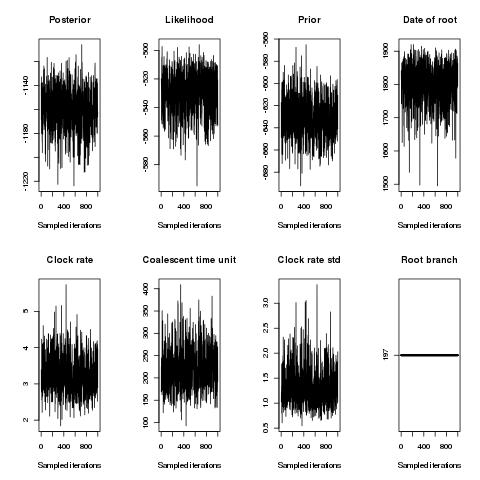 Posterior Likelihood Prior Date of root
-1220 -1180 -1140
-580 -560 -540 -520 -500
-680 -660 -640 -620 -600 -580 -560
1500 1600 1700 1800 1900
0 400 800 0 400 800 0 400 800 0 400 800
Sampled iterations Sampled iterations Sampled iterations Sampled iterations
Clock rate Coalescent time unit Clock rate std Root branch
2 3 4 5
100 150 200 250 300 350 400
0.5 1.0 1.5 2.0 2.5 3.0
197
0 400 800 0 400 800 0 400 800 0 400 800
Sampled iterations Sampled iterations Sampled iterations Sampled iterations